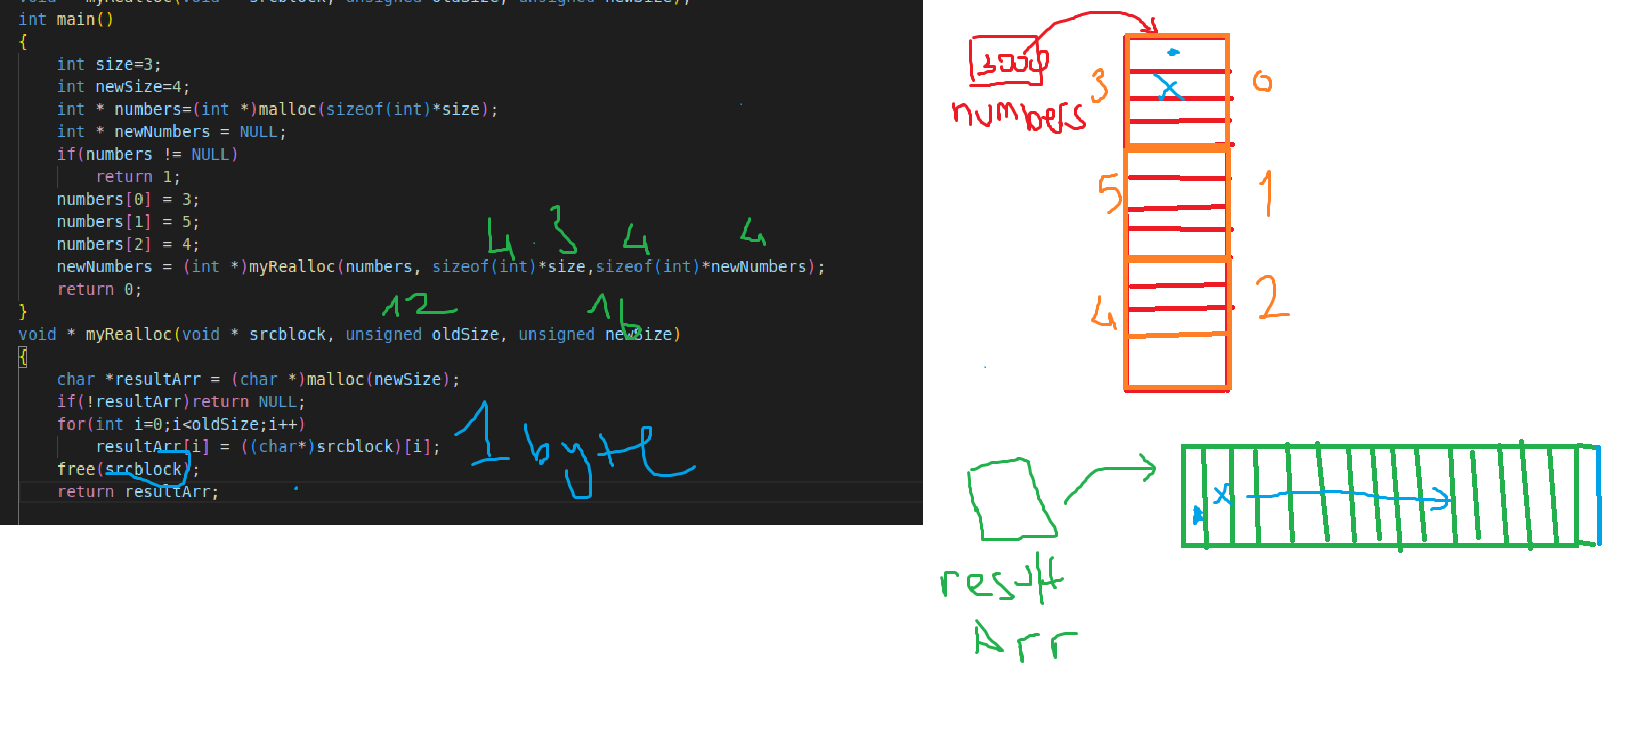 void * myRealloc(void * srcblock, unsigned oldSize, unsigned newSize);
int main()
{
    int size=3;
    int newSize=4;
    int * numbers=(int *)malloc(sizeof(int)*size);
    int * newNumbers = NULL;
    if(numbers != NULL)
        return 1;
    numbers[0] = 3;
    numbers[1] = 5;
    numbers[2] = 4;
4 3 4 4
    newNumbers = (int *)myRealloc(numbers, sizeof(int)*size,sizeof(int)*newNumbers);
    return 0;
12 16
}
void * myRealloc(void * srcblock, unsigned oldSize, unsigned newSize)
{
    char *resultArr = (char *)malloc(newSize);
    if(!resultArr)return NULL;
    for(int i=0;i<oldSize;i++)
        resultArr[i] = ((char*)srcblock)[i];
    free(srcblock);
    return resultArr;
1 byte
numbers
3 x 0
5 1
4 2
x
result
Arr